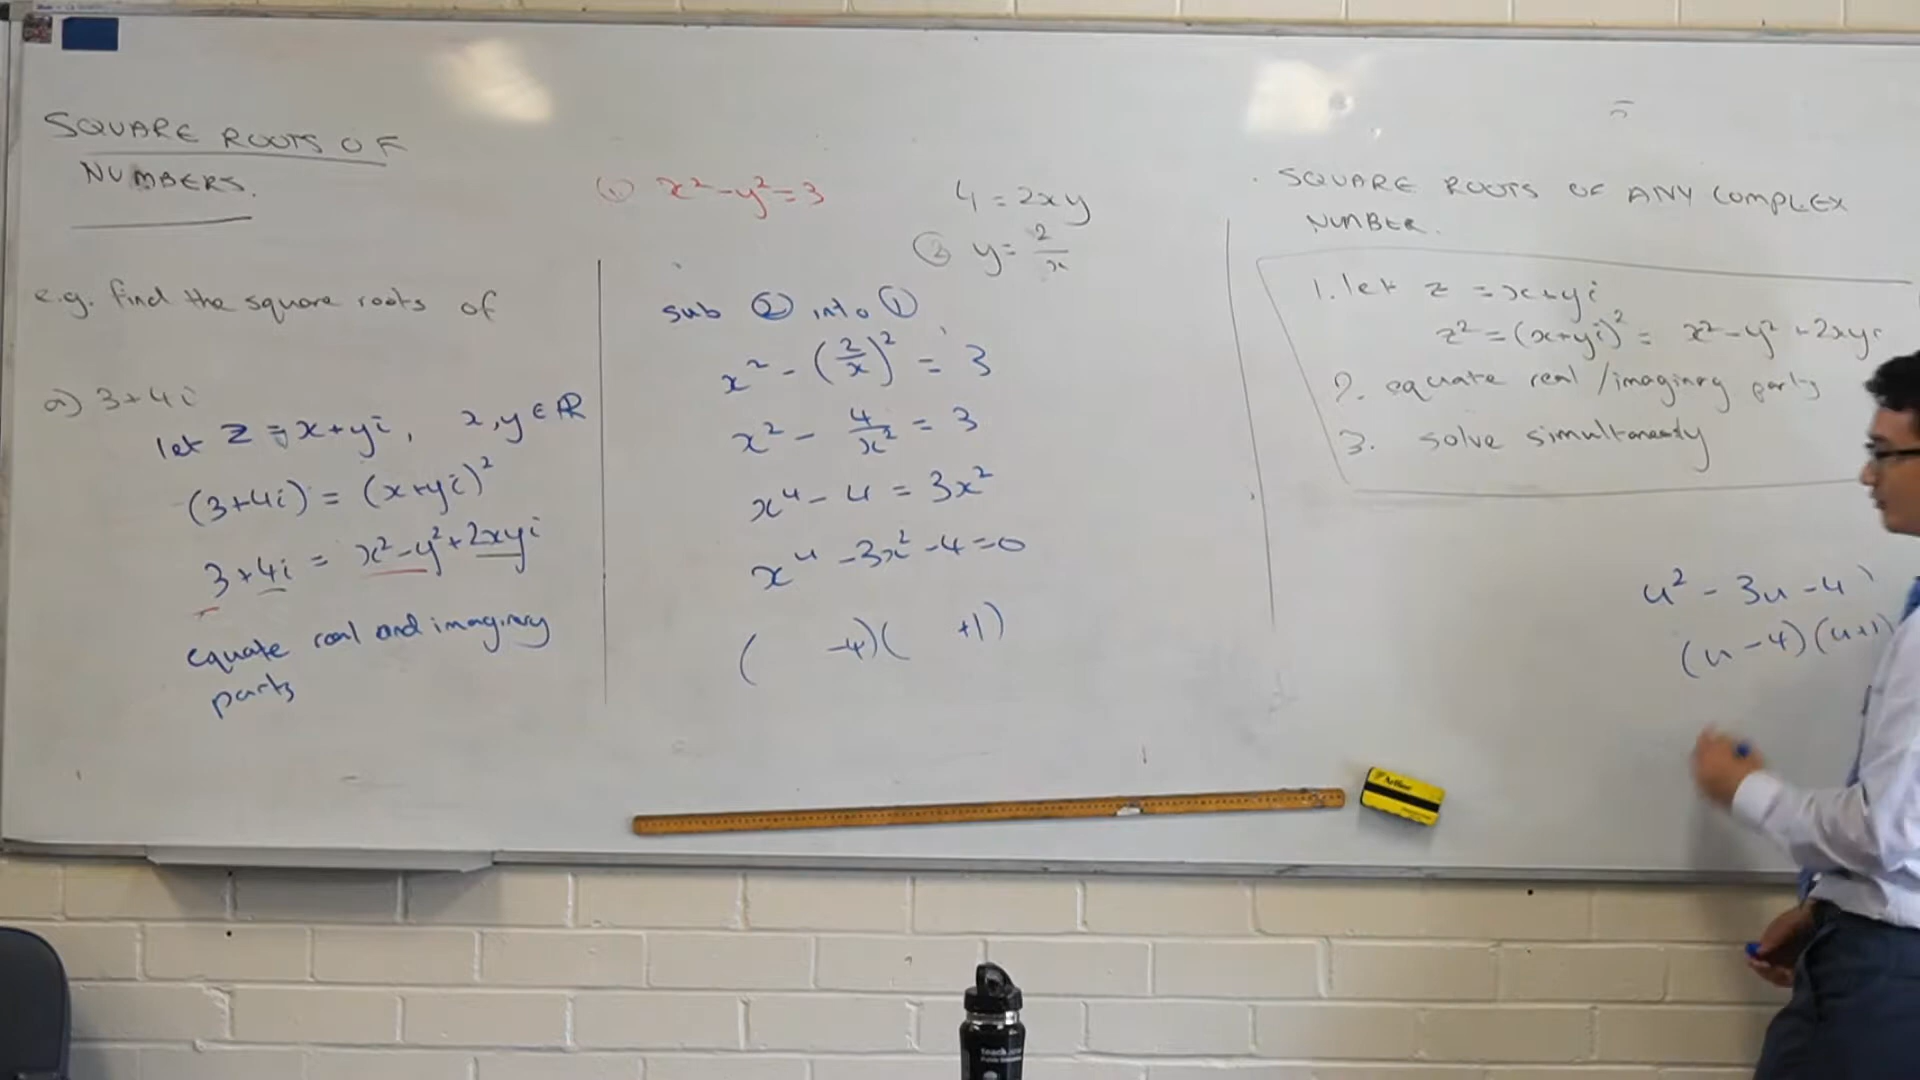 SQUARE ROOTS OF
NUMBERS.
e.g. find the square roots of
a) 3+4i
let z = x+yi, x,y ∈ ℝ
(3+4i) = (x+yi)²
3+4i = x²-y²+2xyi
equate real and imaginary
parts
① x²-y²=3
4 = 2xy
② y = 2/x
sub ② into ①
x² - (2/x)² = 3
x² - 4/x² = 3
x⁴ - 4 = 3x²
x⁴ - 3x² - 4 = 0
( -4)( +1)
SQUARE ROOTS OF ANY COMPLEX
NUMBER.
1. let z = x+yi
z² = (x+yi)² = x² - y² + 2xyi
2. equate real/imaginary parts
3. solve simultaneously
u² - 3u - 4
(u-4)(u+1)
teach